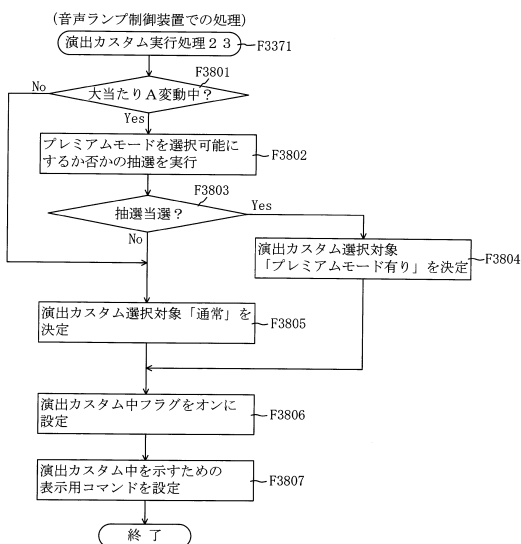 (音声ランプ制御装置での処理)
演出カスタム実行処理23
F3371
F3801
No
大当たりA変動中?
Yes
プレミアムモードを選択可能に
するか否かの抽選を実行
F3802
F3803
抽選当選?
Yes
No
演出カスタム選択対象
「プレミアムモード有り」を決定
F3804
演出カスタム選択対象「通常」を
決定
F3805
演出カスタム中フラグをオンに
設定
F3806
演出カスタム中を示すための
表示用コマンドを設定
F3807
終了